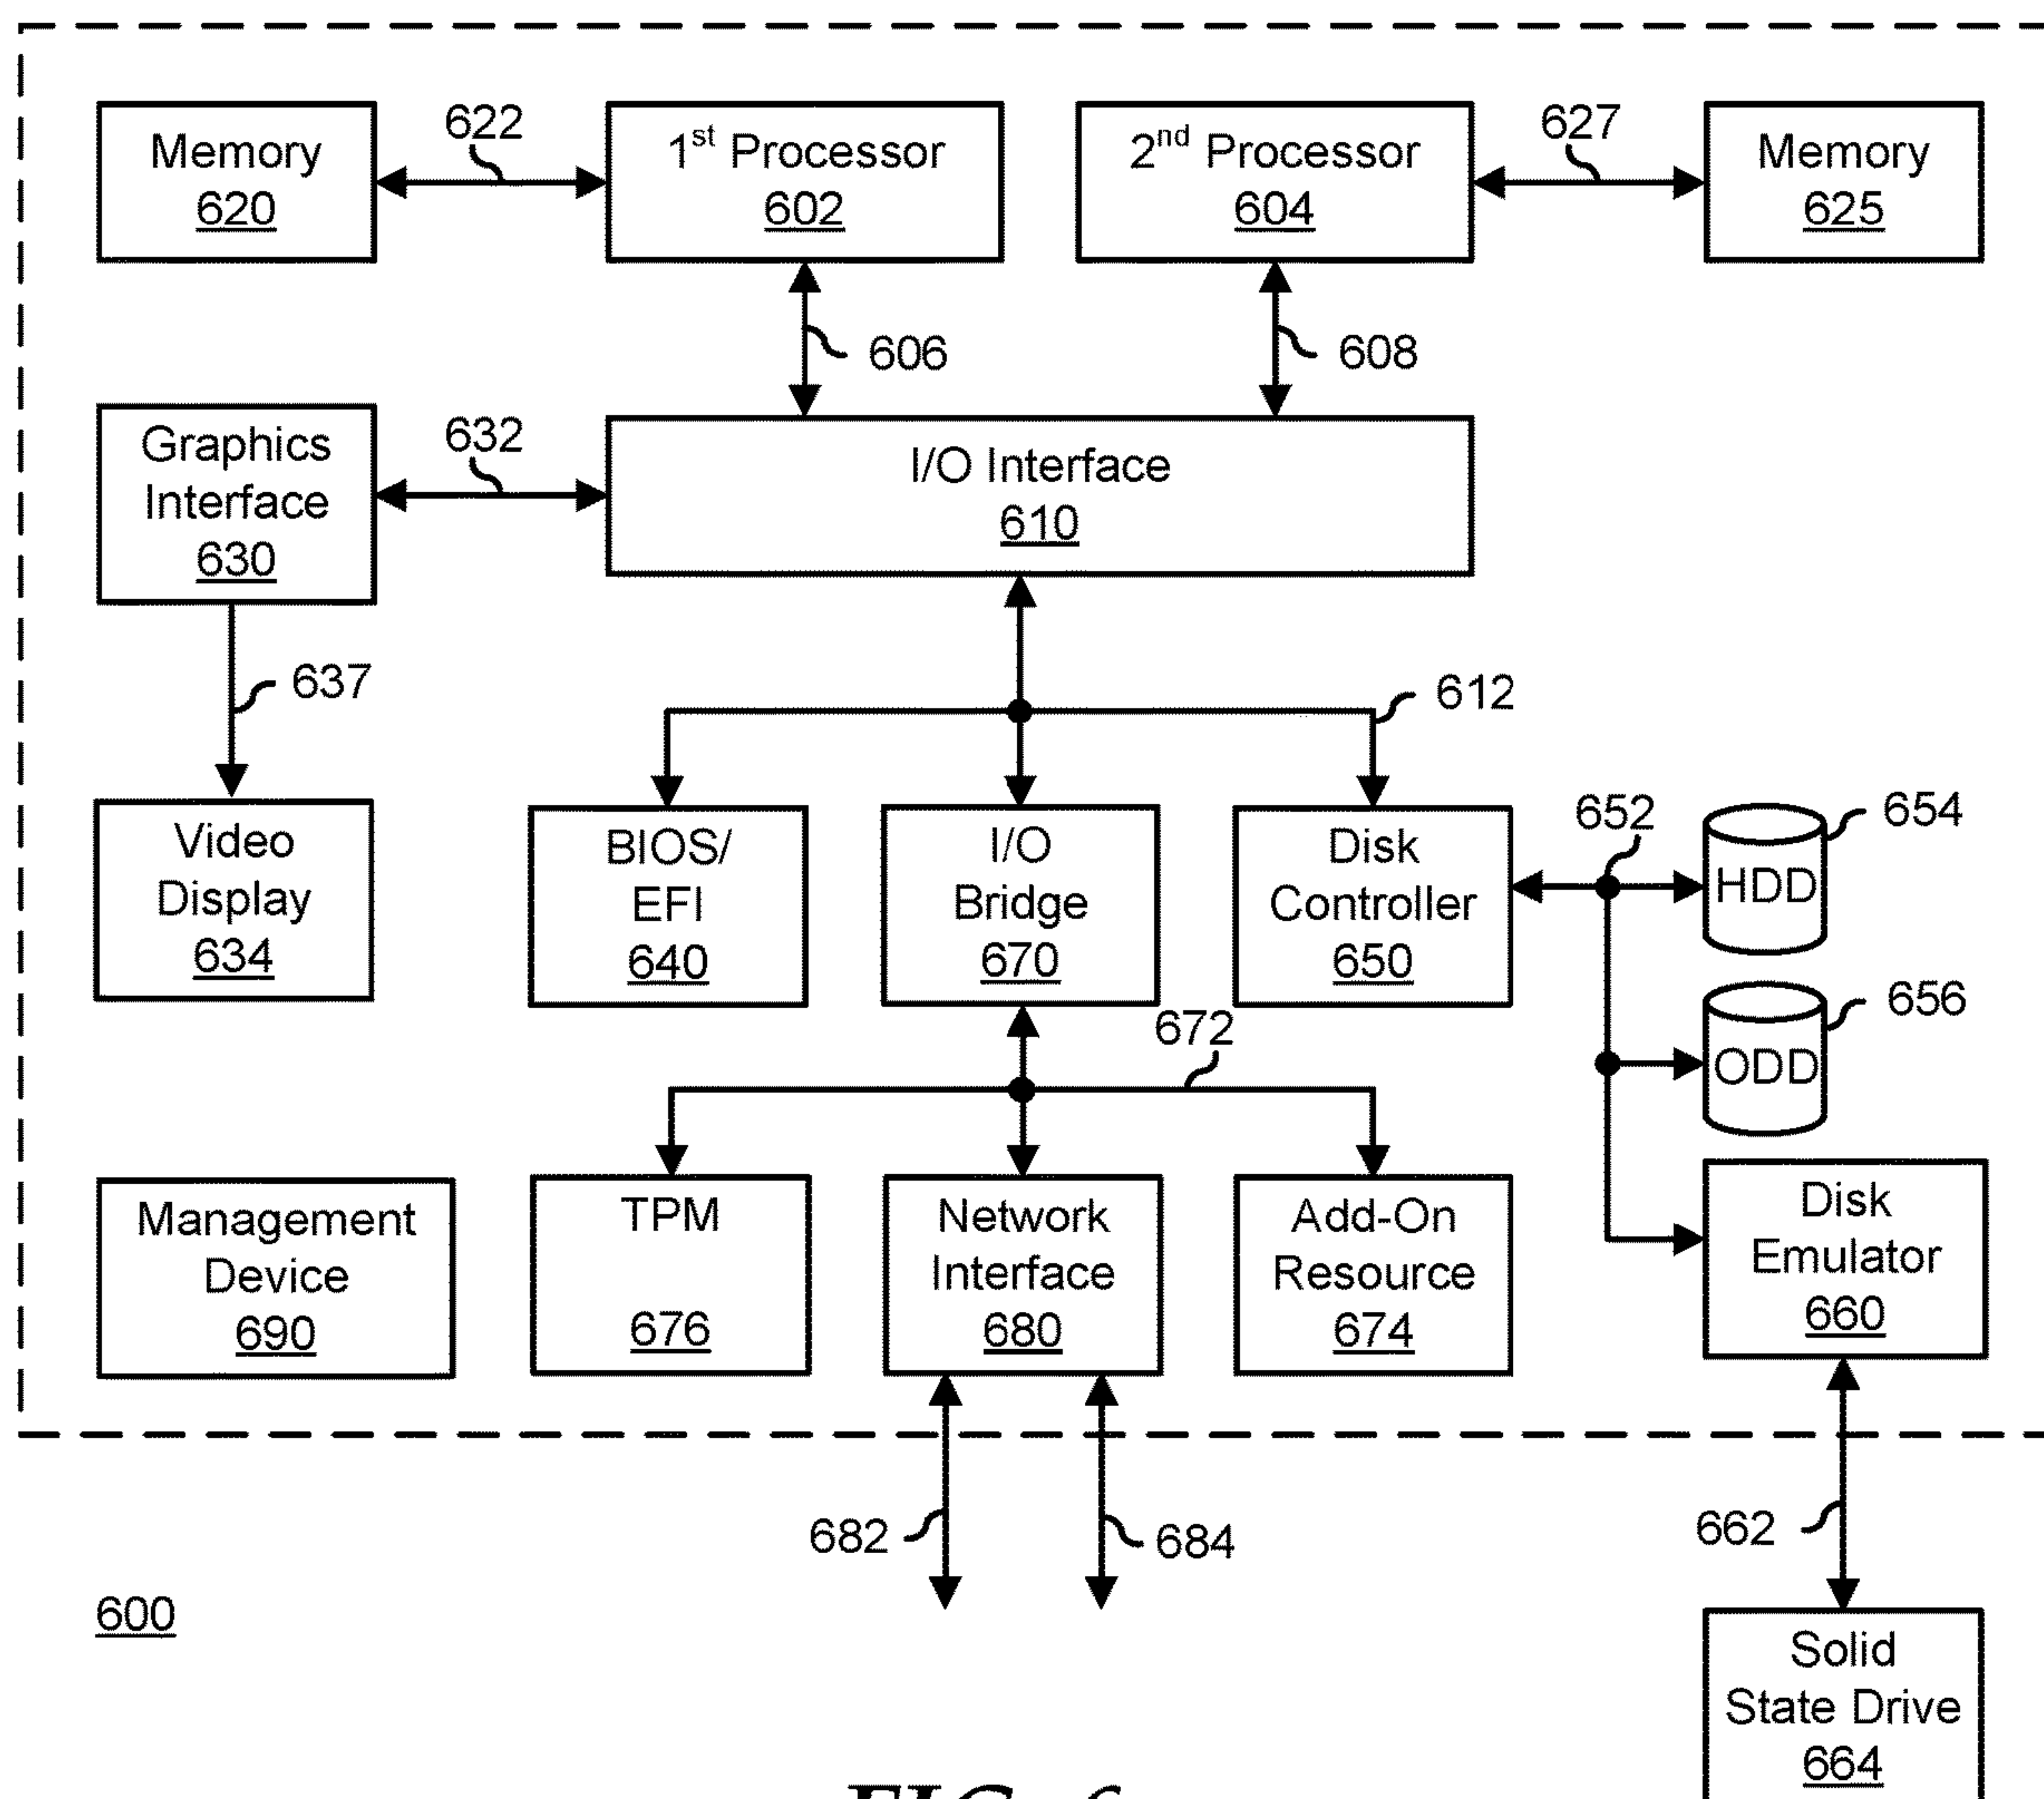 622
627
Memory
620
1st Processor
602
2nd Processor
604
Memory
625
606
608
Graphics
Interface
630
632
I/O Interface
610
637
612
Video
Display
634
BIOS/
EFI
640
I/O
Bridge
670
Disk
Controller
650
652
HDD
654
ODD
656
672
Management
Device
690
TPM
676
Network
Interface
680
Add-On
Resource
674
Disk
Emulator
660
682
684
662
600
Solid
State Drive
664
FIG. 6